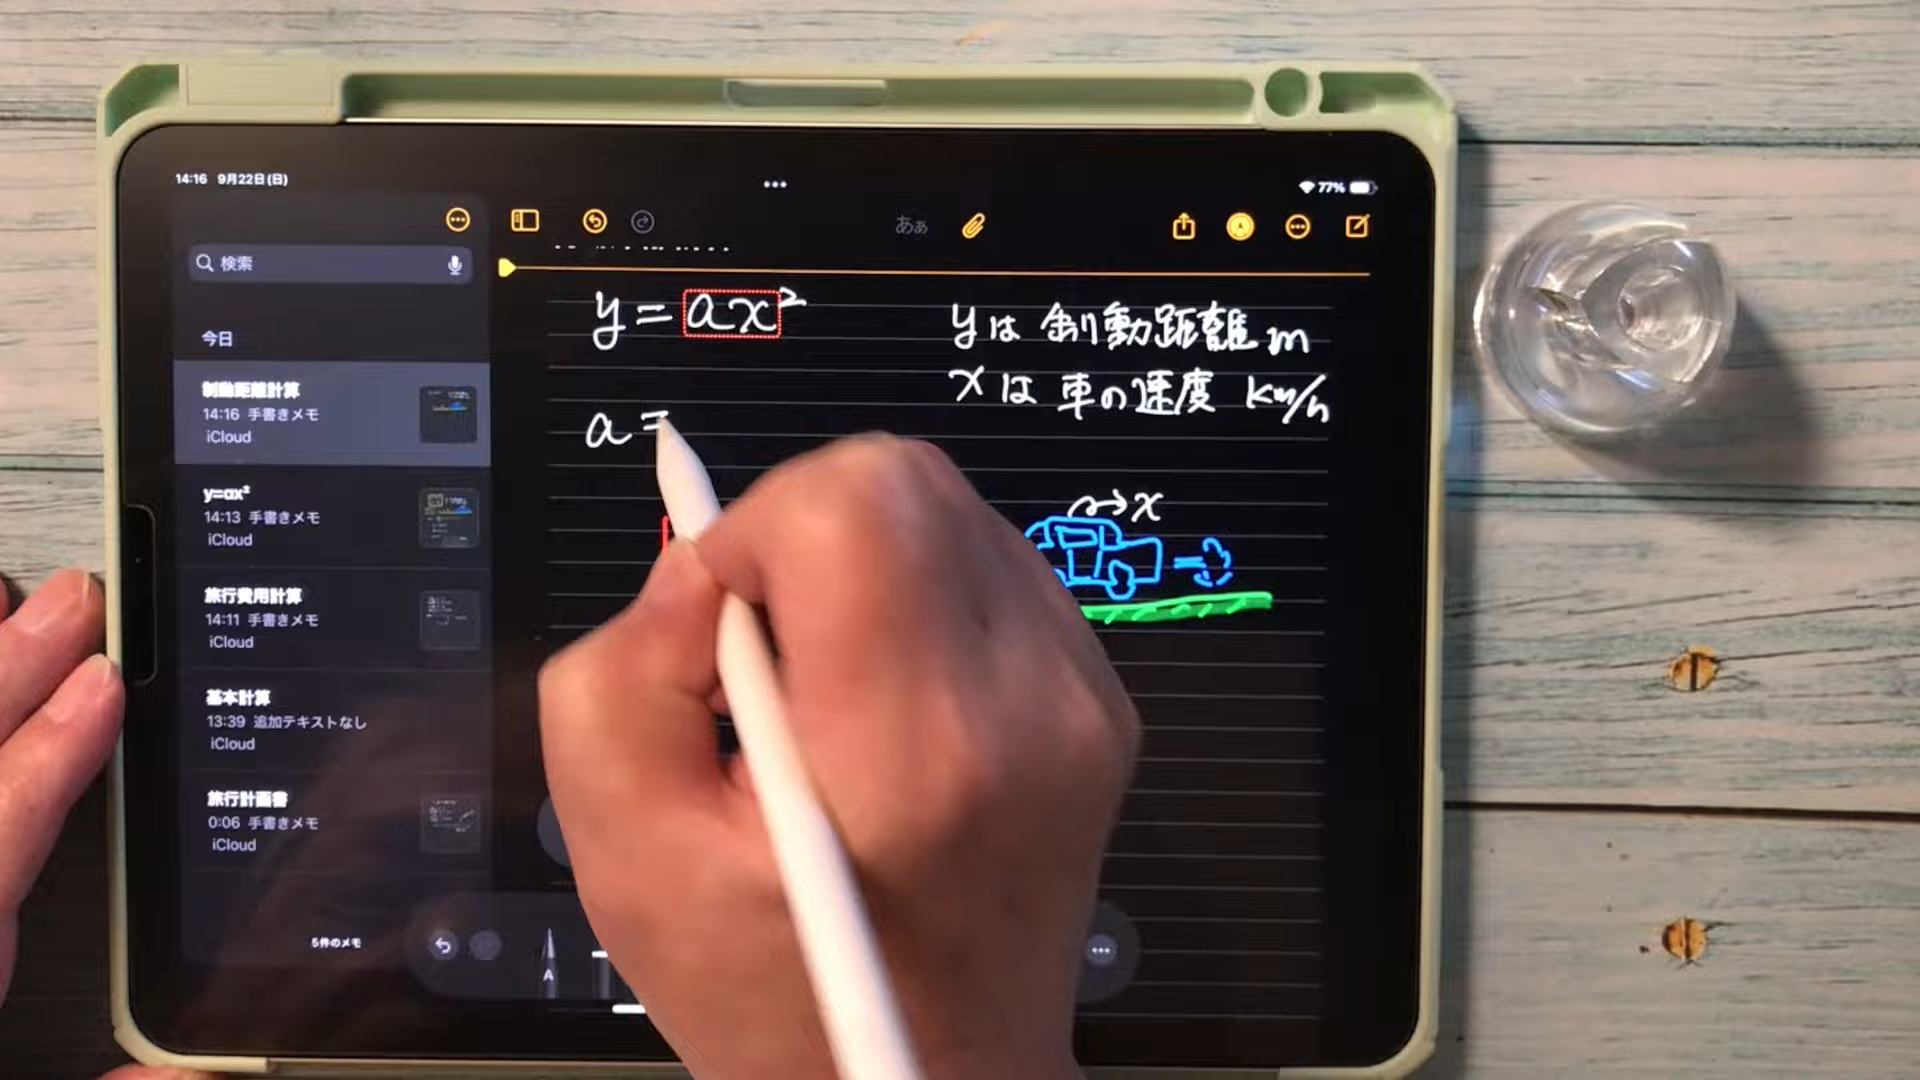 14:16 9月22日(日)
77%
検索
あぁ
今日
制動距離計算
14:16 手書きメモ
iCloud
y=ax²
14:13 手書きメモ
iCloud
旅行費用計算
14:11 手書きメモ
iCloud
基本計算
13:39 追加テキストなし
iCloud
旅行計画書
0:06 手書きメモ
iCloud
5件のメモ
y = ax²
a =
yは 制動距離 m
xは 車の速度 km/h
→x
A